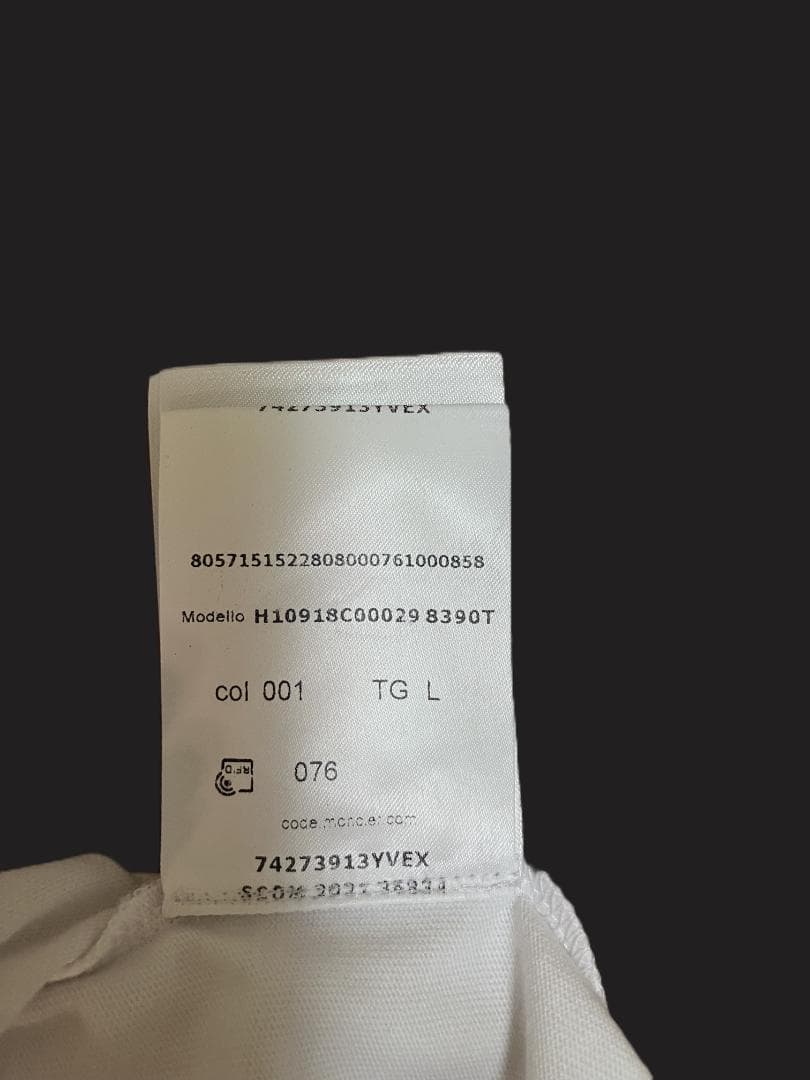 74273913YVEX
8057151522808000761000858
Modello H10918C00029 8390T
col 001 TG L
RFID 076
code.moncler.com
74273913YVEX